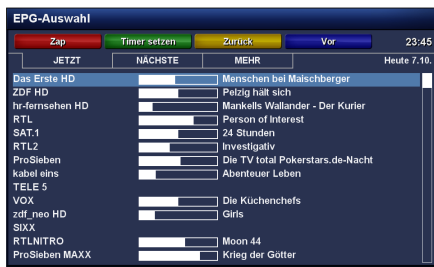 EPG-Auswahl
Zap Timer setzen Zurück Vor 23:45
JETZT NÄCHSTE MEHR Heute 7.10.
Das Erste HD Menschen bei Maischberger
ZDF HD Pelzig hält sich
hr-fernsehen HD Mankells Wallander - Der Kurier
RTL Person of Interest
SAT.1 24 Stunden
RTL2 Investigativ
ProSieben Die TV total Pokerstars.de-Nacht
kabel eins Abenteuer Leben
TELE 5
VOX Die Küchenchefs
zdf_neo HD Girls
SIXX
RTLNITRO Moon 44
ProSieben MAXX Krieg der Götter